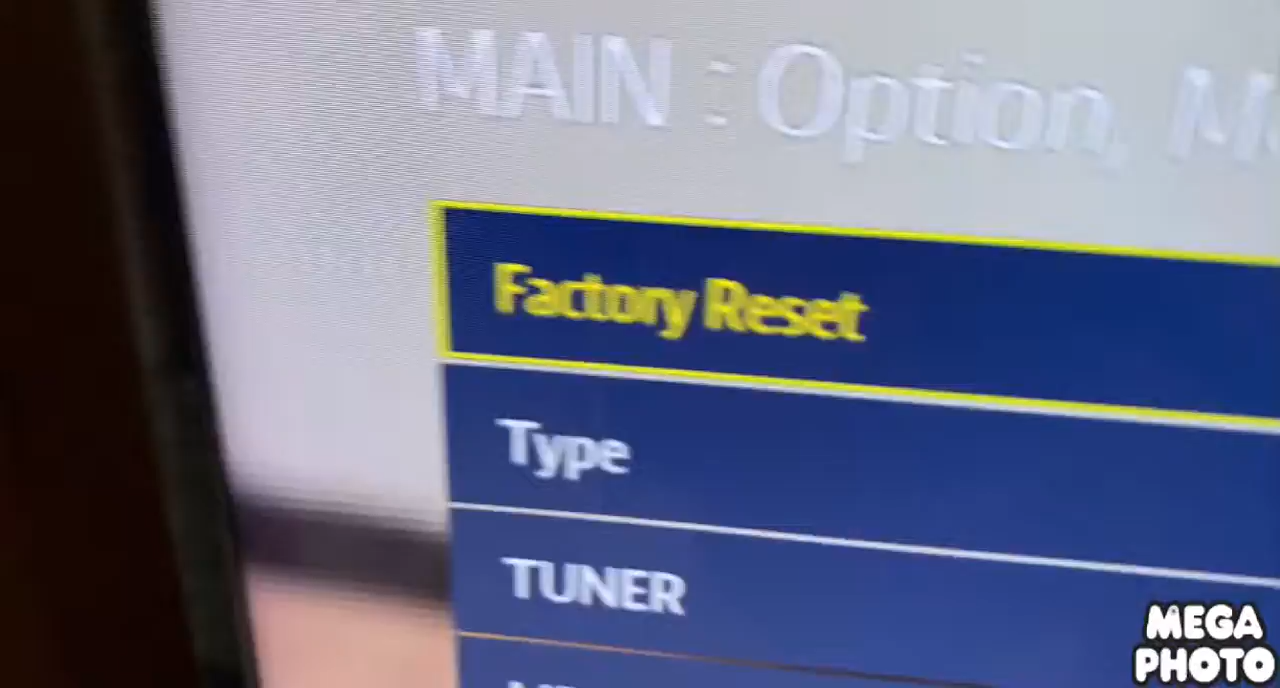 MAIN : Option,
Factory Reset
Type
TUNER
MEGA
PHOTO